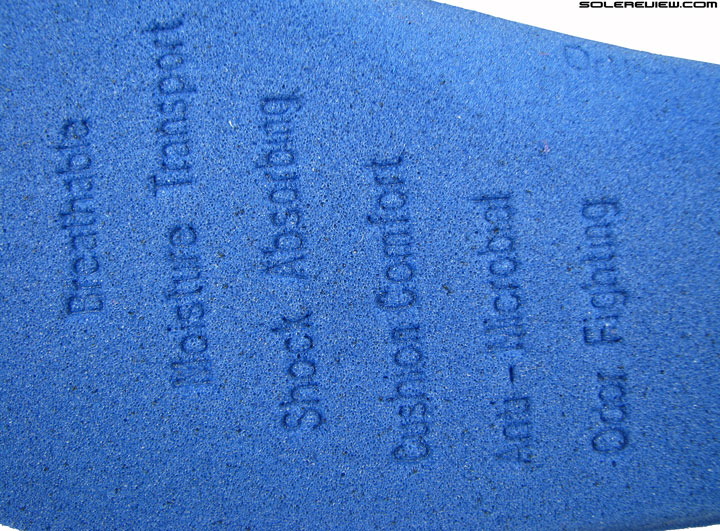 SOLEREVIEW.COM
Breathable
Moisture Transport
Shock Absorbing
Cushion Comfort
Anti-Microbial
Odor Fighting